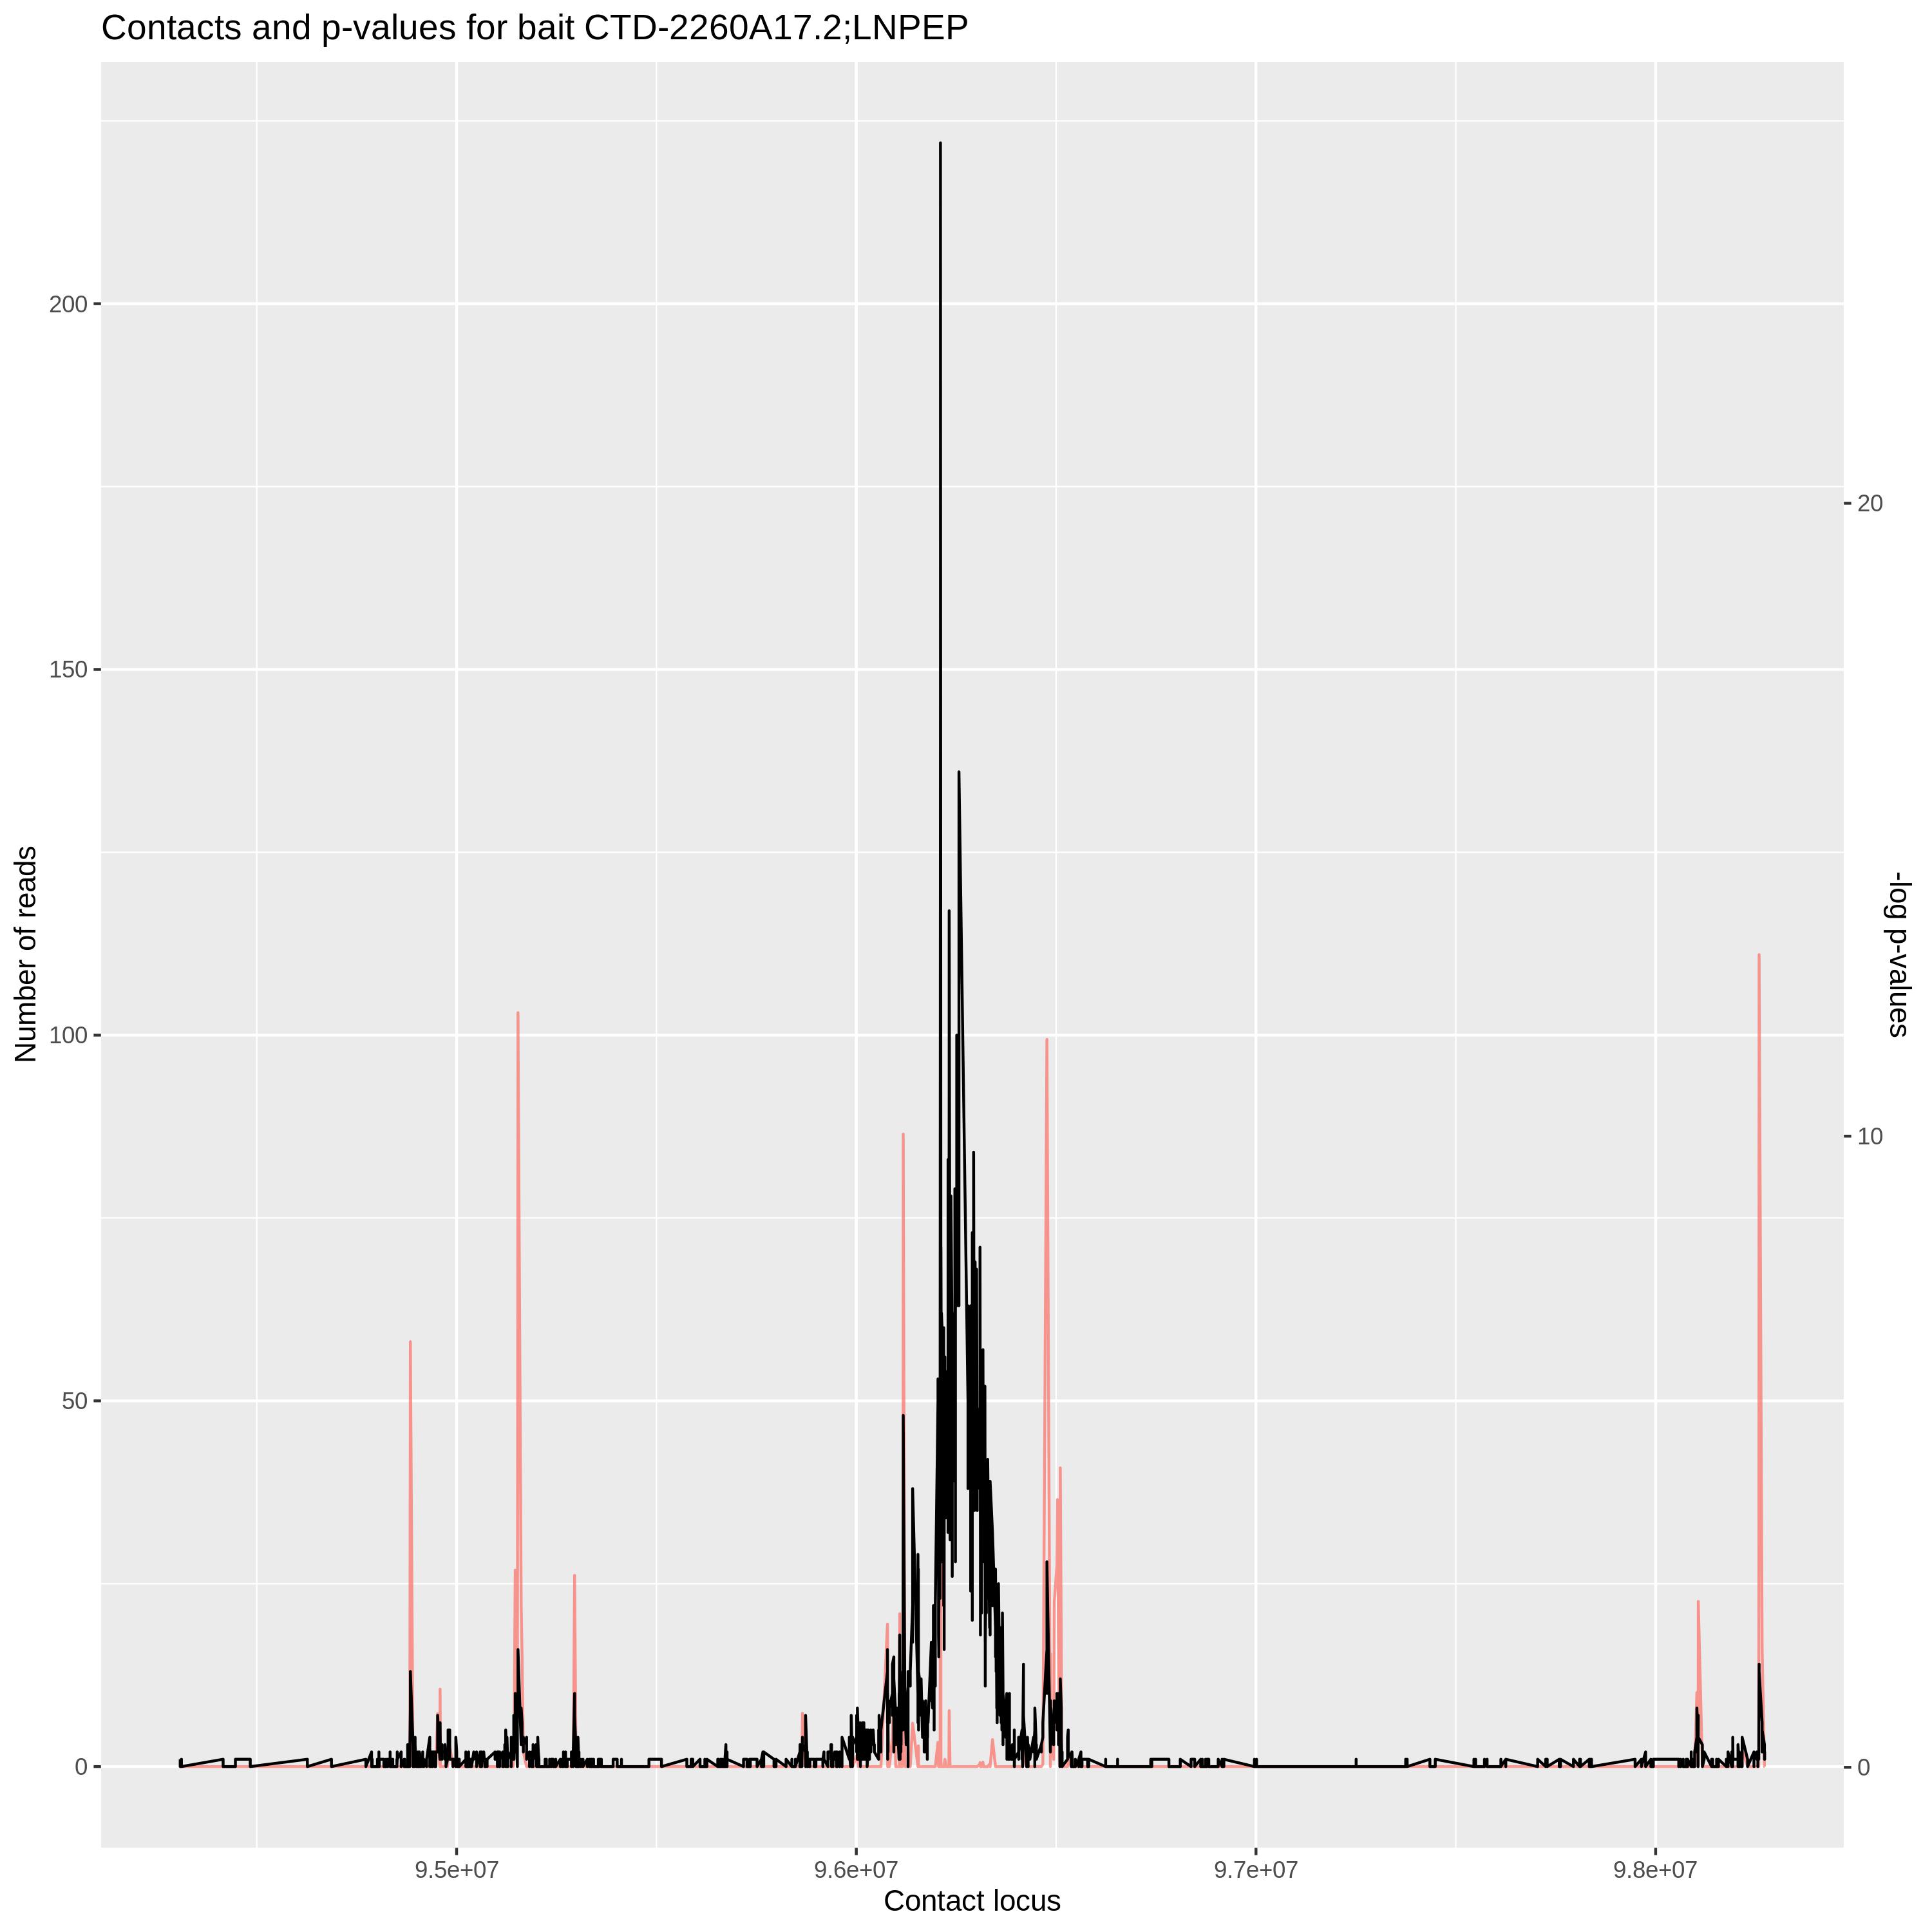 Contacts and p-values for bait CTD-2260A17.2;LNPEP
Number of reads
200
150
100
50
0
20
10
0
-log p-values
9.5e+07
9.6e+07
9.7e+07
9.8e+07
Contact locus